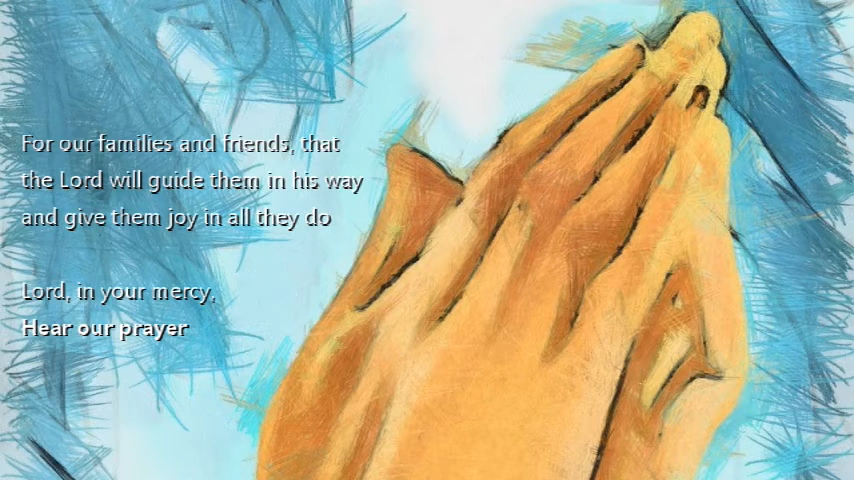 For our families and friends, that
the Lord will guide them in his way
and give them joy in all they do
Lord, in your mercy,
Hear our prayer